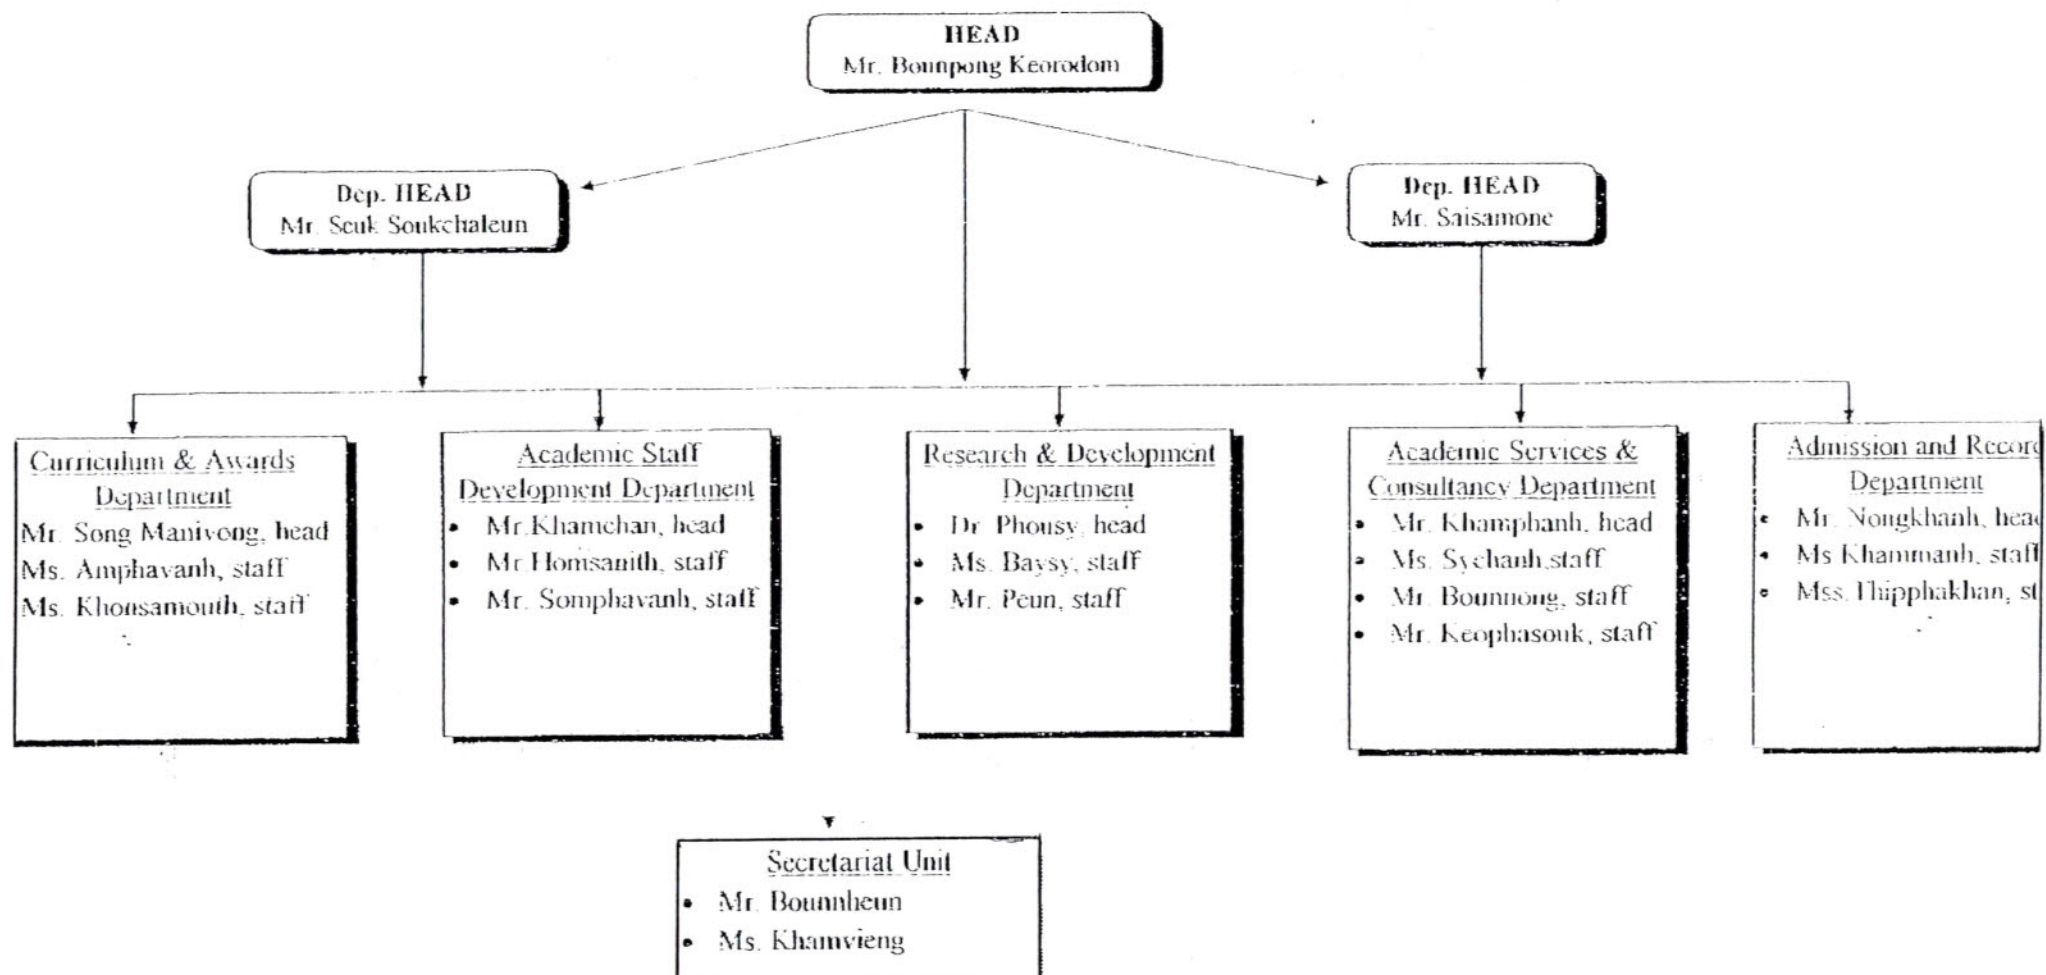 HEAD
Mr. Bounpong Keorodom
Dep. HEAD
Mr. Seuk Soukchaleun
Dep. HEAD
Mr. Saisamone
Curriculum & Awards
Department
Mr. Song Manivong, head
Ms. Amphavanh, staff
Ms. Khonsamouth, staff
Academic Staff
Development Department
• Mr.Khamchan, head
• Mr.Homsanith, staff
• Mr. Somphavanh, staff
Research & Development
Department
• Dr Phousy, head
• Ms. Baysy, staff
• Mr. Peun, staff
Academic Services &
Consultancy Department
• Mr. Khamphanh, head
• Ms. Sychanh,staff
• Mr. Bounnong, staff
• Mr. Keophasouk, staff
Admission and Recor
Department
• Mr. Nongkhanh, hea
• Ms Khammanh, staff
• Mss. Thipphakhan, st
Secretariat Unit
• Mr. Bounnheun
• Ms. Khamvieng